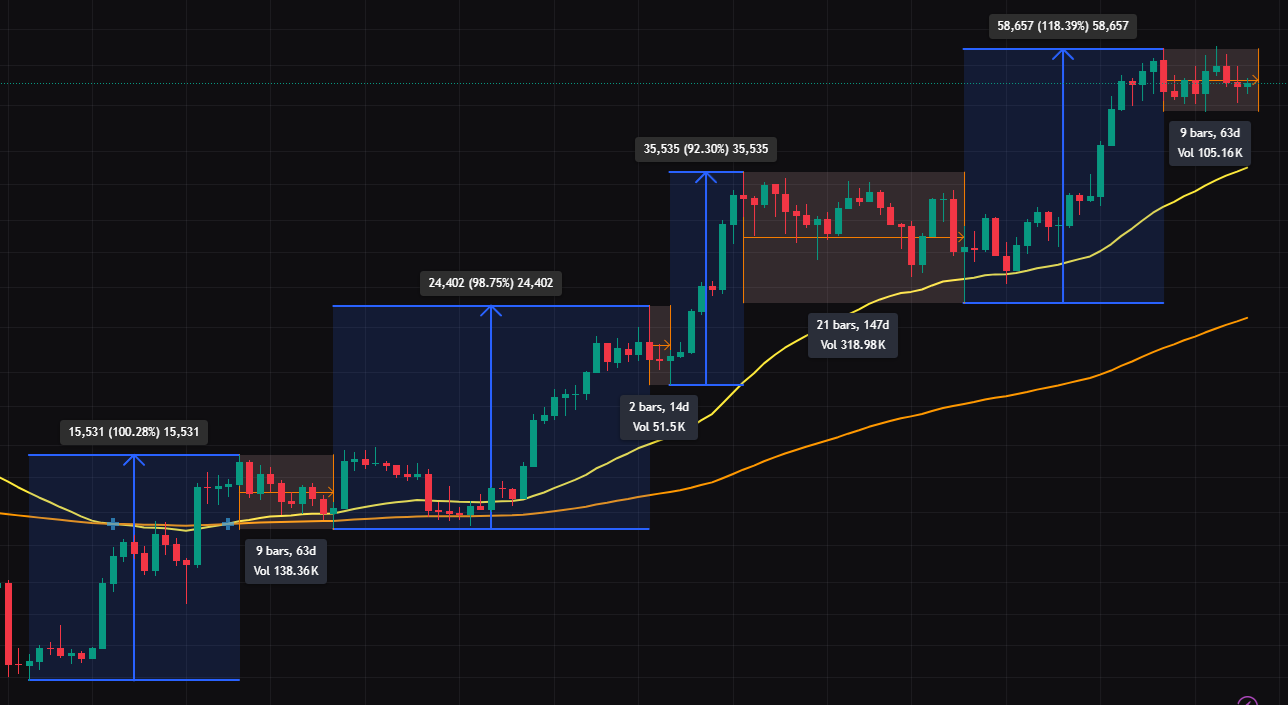 58,657 (118.39%) 58,657
9 bars, 63d
Vol 105.16K
35,535 (92.30%) 35,535
21 bars, 147d
Vol 318.98K
24,402 (98.75%) 24,402
2 bars, 14d
Vol 51.5K
15,531 (100.28%) 15,531
9 bars, 63d
Vol 138.36K